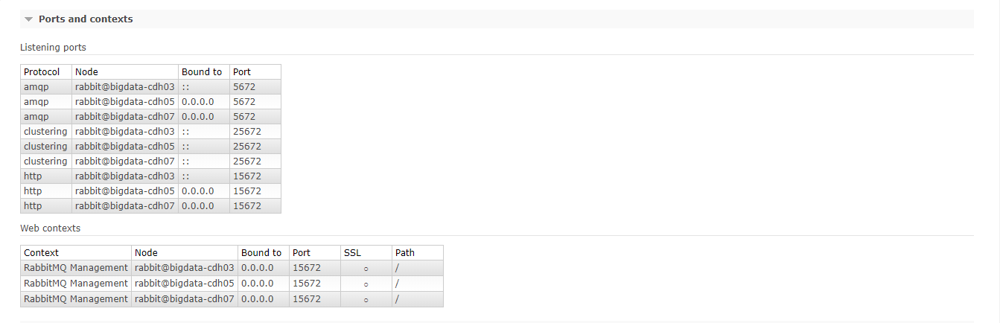 Ports and contexts
Listening ports
Protocol Node Bound to Port
amqp rabbit@bigdata-cdh03 :: 5672
amqp rabbit@bigdata-cdh05 0.0.0.0 5672
amqp rabbit@bigdata-cdh07 0.0.0.0 5672
clustering rabbit@bigdata-cdh03 :: 25672
clustering rabbit@bigdata-cdh05 :: 25672
clustering rabbit@bigdata-cdh07 :: 25672
http rabbit@bigdata-cdh03 :: 15672
http rabbit@bigdata-cdh05 0.0.0.0 15672
http rabbit@bigdata-cdh07 0.0.0.0 15672
Web contexts
Context Node Bound to Port SSL Path
RabbitMQ Management rabbit@bigdata-cdh03 0.0.0.0 15672 ○ /
RabbitMQ Management rabbit@bigdata-cdh05 0.0.0.0 15672 ○ /
RabbitMQ Management rabbit@bigdata-cdh07 0.0.0.0 15672 ○ /